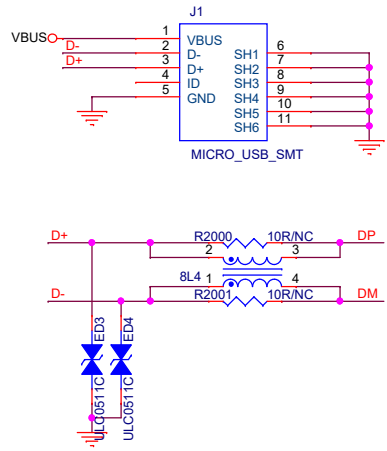 J1
VBUS 1 VBUS SH1 6
D- 2 D- SH2 7
D+ 3 D+ SH3 8
4 ID SH4 9
5 GND SH5 10
SH6 11
MICRO_USB_SMT
D+ R2000 10R/NC DP
2 3
8L4 1 4
D- R2001 10R/NC DM
ED3 ED4
ULC0511C ULC0511C